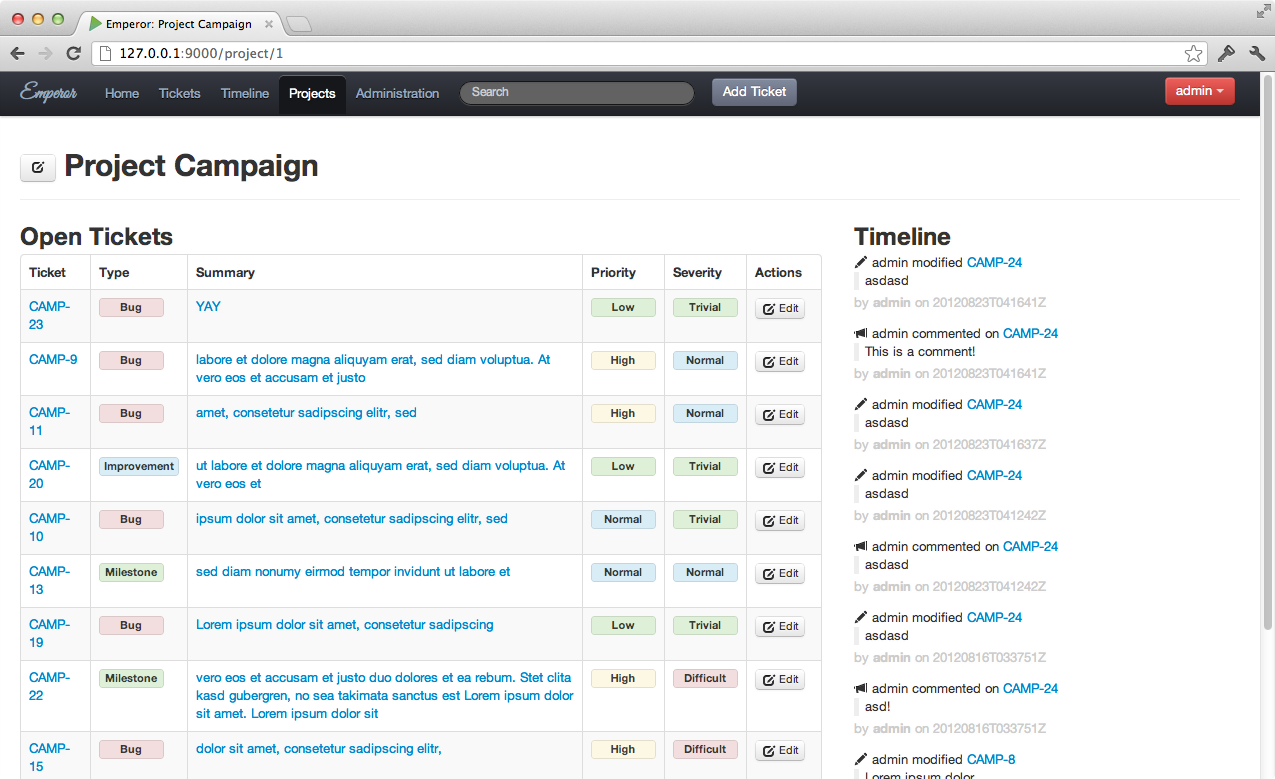 Emperor: Project Campaign
127.0.0.1:9000/project/1
Emperor Home Tickets Timeline Projects Administration Search Add Ticket admin
Project Campaign
Open Tickets
Ticket Type Summary Priority Severity Actions
CAMP-
23 Bug YAY Low Trivial Edit
CAMP-9 Bug labore et dolore magna aliquyam erat, sed diam voluptua. At
vero eos et accusam et justo High Normal Edit
CAMP-
11 Bug amet, consetetur sadipscing elitr, sed High Normal Edit
CAMP-
20 Improvement ut labore et dolore magna aliquyam erat, sed diam voluptua. At
vero eos et Low Trivial Edit
CAMP-
10 Bug ipsum dolor sit amet, consetetur sadipscing elitr, sed Normal Trivial Edit
CAMP-
13 Milestone sed diam nonumy eirmod tempor invidunt ut labore et Normal Normal Edit
CAMP-
19 Bug Lorem ipsum dolor sit amet, consetetur sadipscing Low Trivial Edit
CAMP-
22 Milestone vero eos et accusam et justo duo dolores et ea rebum. Stet clita
kasd gubergren, no sea takimata sanctus est Lorem ipsum dolor
sit amet. Lorem ipsum dolor sit High Difficult Edit
CAMP-
15 Bug dolor sit amet, consetetur sadipscing elitr, High Difficult Edit
Timeline
admin modified CAMP-24
asdasd
by admin on 20120823T041641Z
admin commented on CAMP-24
This is a comment!
by admin on 20120823T041641Z
admin modified CAMP-24
asdasd
by admin on 20120823T041637Z
admin modified CAMP-24
asdasd
by admin on 20120823T041242Z
admin commented on CAMP-24
asdasd
by admin on 20120823T041242Z
admin modified CAMP-24
asdasd
by admin on 20120816T033751Z
admin commented on CAMP-24
asd!
by admin on 20120816T033751Z
admin modified CAMP-8
Lorem ipsum dolor